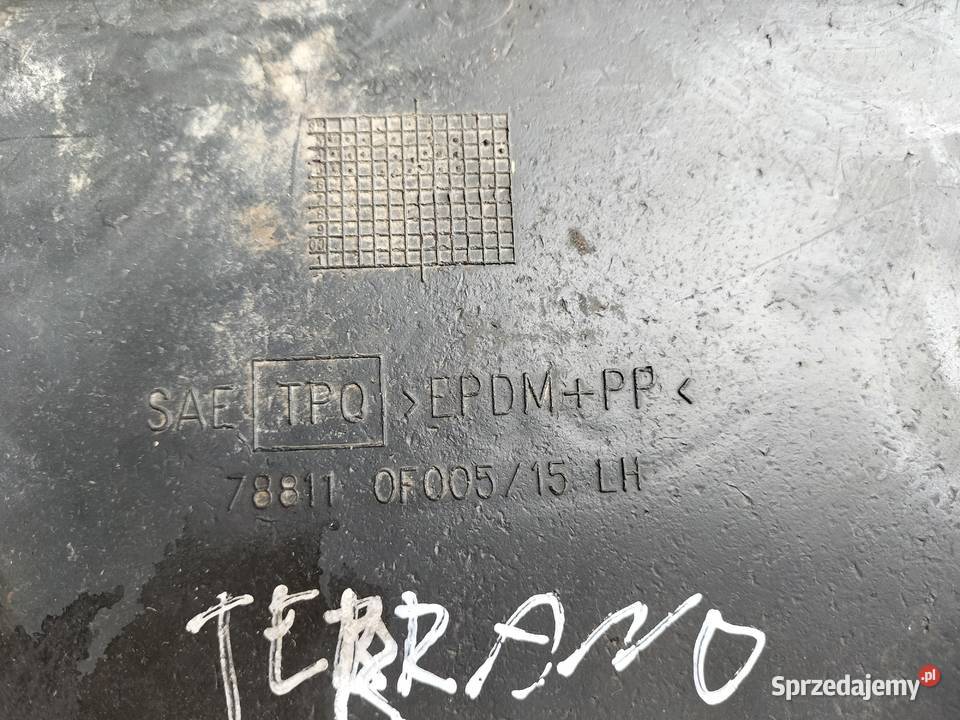 SAE TPO >EPDM+PP<
78811 0F005/15 LH
TERRANO
Sprzedajemy.pl